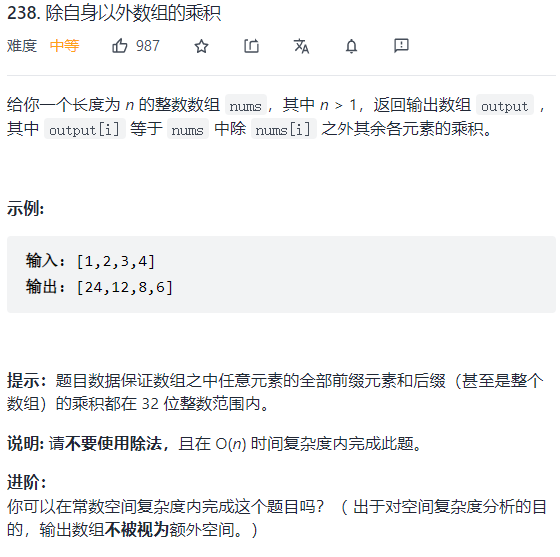 238. 除自身以外数组的乘积
难度 中等 987
给你一个长度为 n 的整数数组 nums，其中 n > 1，返回输出数组 output ，
其中 output[i] 等于 nums 中除 nums[i] 之外其余各元素的乘积。
示例:
输入: [1,2,3,4]
输出: [24,12,8,6]
提示：题目数据保证数组之中任意元素的全部前缀元素和后缀（甚至是整个
数组）的乘积都在 32 位整数范围内。
说明: 请不要使用除法，且在 O(n) 时间复杂度内完成此题。
进阶：
你可以在常数空间复杂度内完成这个题目吗？（ 出于对空间复杂度分析的目
的，输出数组不被视为额外空间。）